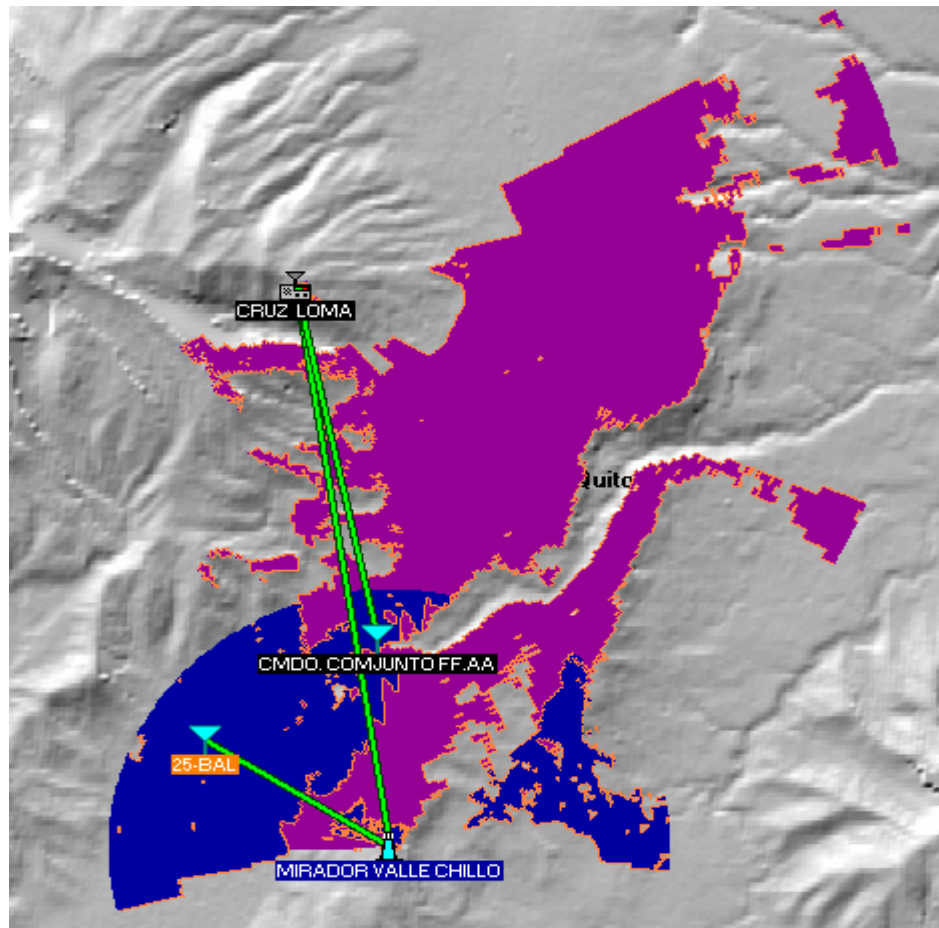 CRUZ LOMA
Quito
CMDO. COMJUNTO FF.AA
25-BAL
MIRADOR VALLE CHILLO